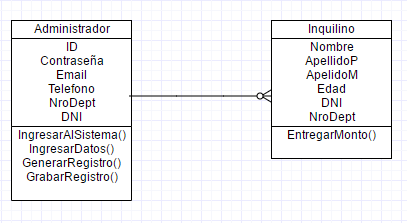 Administrador
ID
Contraseña
Email
Telefono
NroDept
DNI
IngresarAlSistema()
IngresarDatos()
GenerarRegistro()
GrabarRegistro()
Inquilino
Nombre
ApellidoP
ApelidoM
Edad
DNI
NroDept
EntregarMonto()